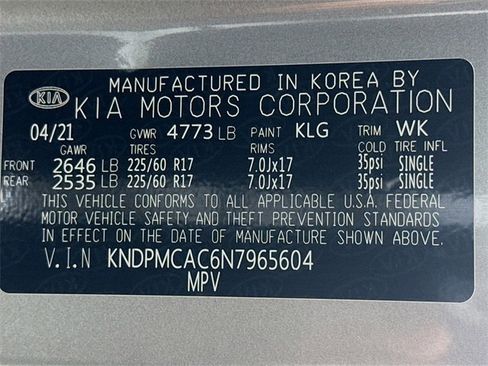 MANUFACTURED IN KOREA BY
KIA KIA MOTORS CORPORATION
04/21 GVWR 4773 LB PAINT KLG TRIM WK
GAWR TIRES RIMS COLD TIRE INFL
FRONT 2646 LB 225/60 R17 7.0Jx17 35psi SINGLE
REAR 2535 LB 225/60 R17 7.0Jx17 35psi SINGLE
THIS VEHICLE CONFORMS TO ALL APPLICABLE U.S.A. FEDERAL
MOTOR VEHICLE SAFETY AND THEFT PREVENTION STANDARDS
IN EFFECT ON THE DATE OF MANUFACTURE SHOWN ABOVE.
V.I.N KNDPMCAC6N7965604
MPV